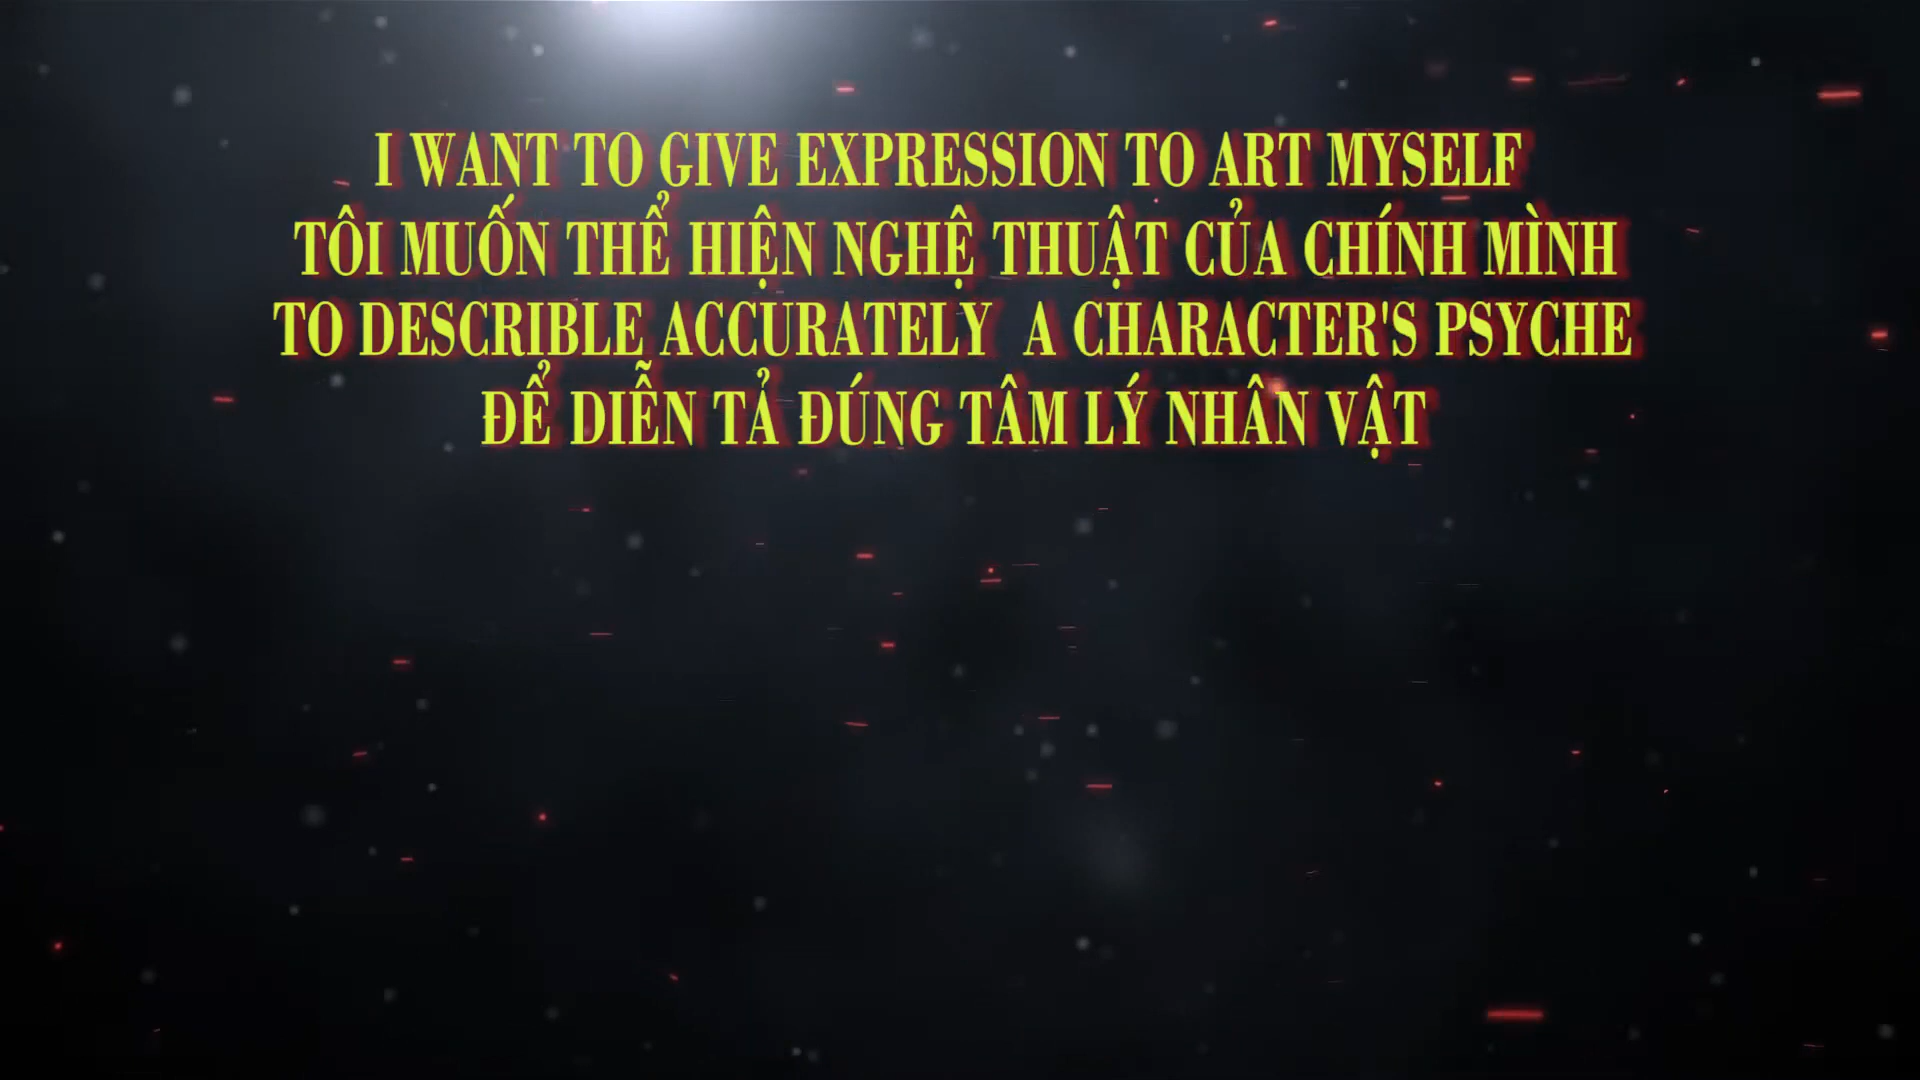 I WANT TO GIVE EXPRESSION TO ART MYSELF
TÔI MUỐN THỂ HIỆN NGHỆ THUẬT CỦA CHÍNH MÌNH
TO DESCRIBLE ACCURATELY A CHARACTER'S PSYCHE
ĐỂ DIỄN TẢ ĐÚNG TÂM LÝ NHÂN VẬT